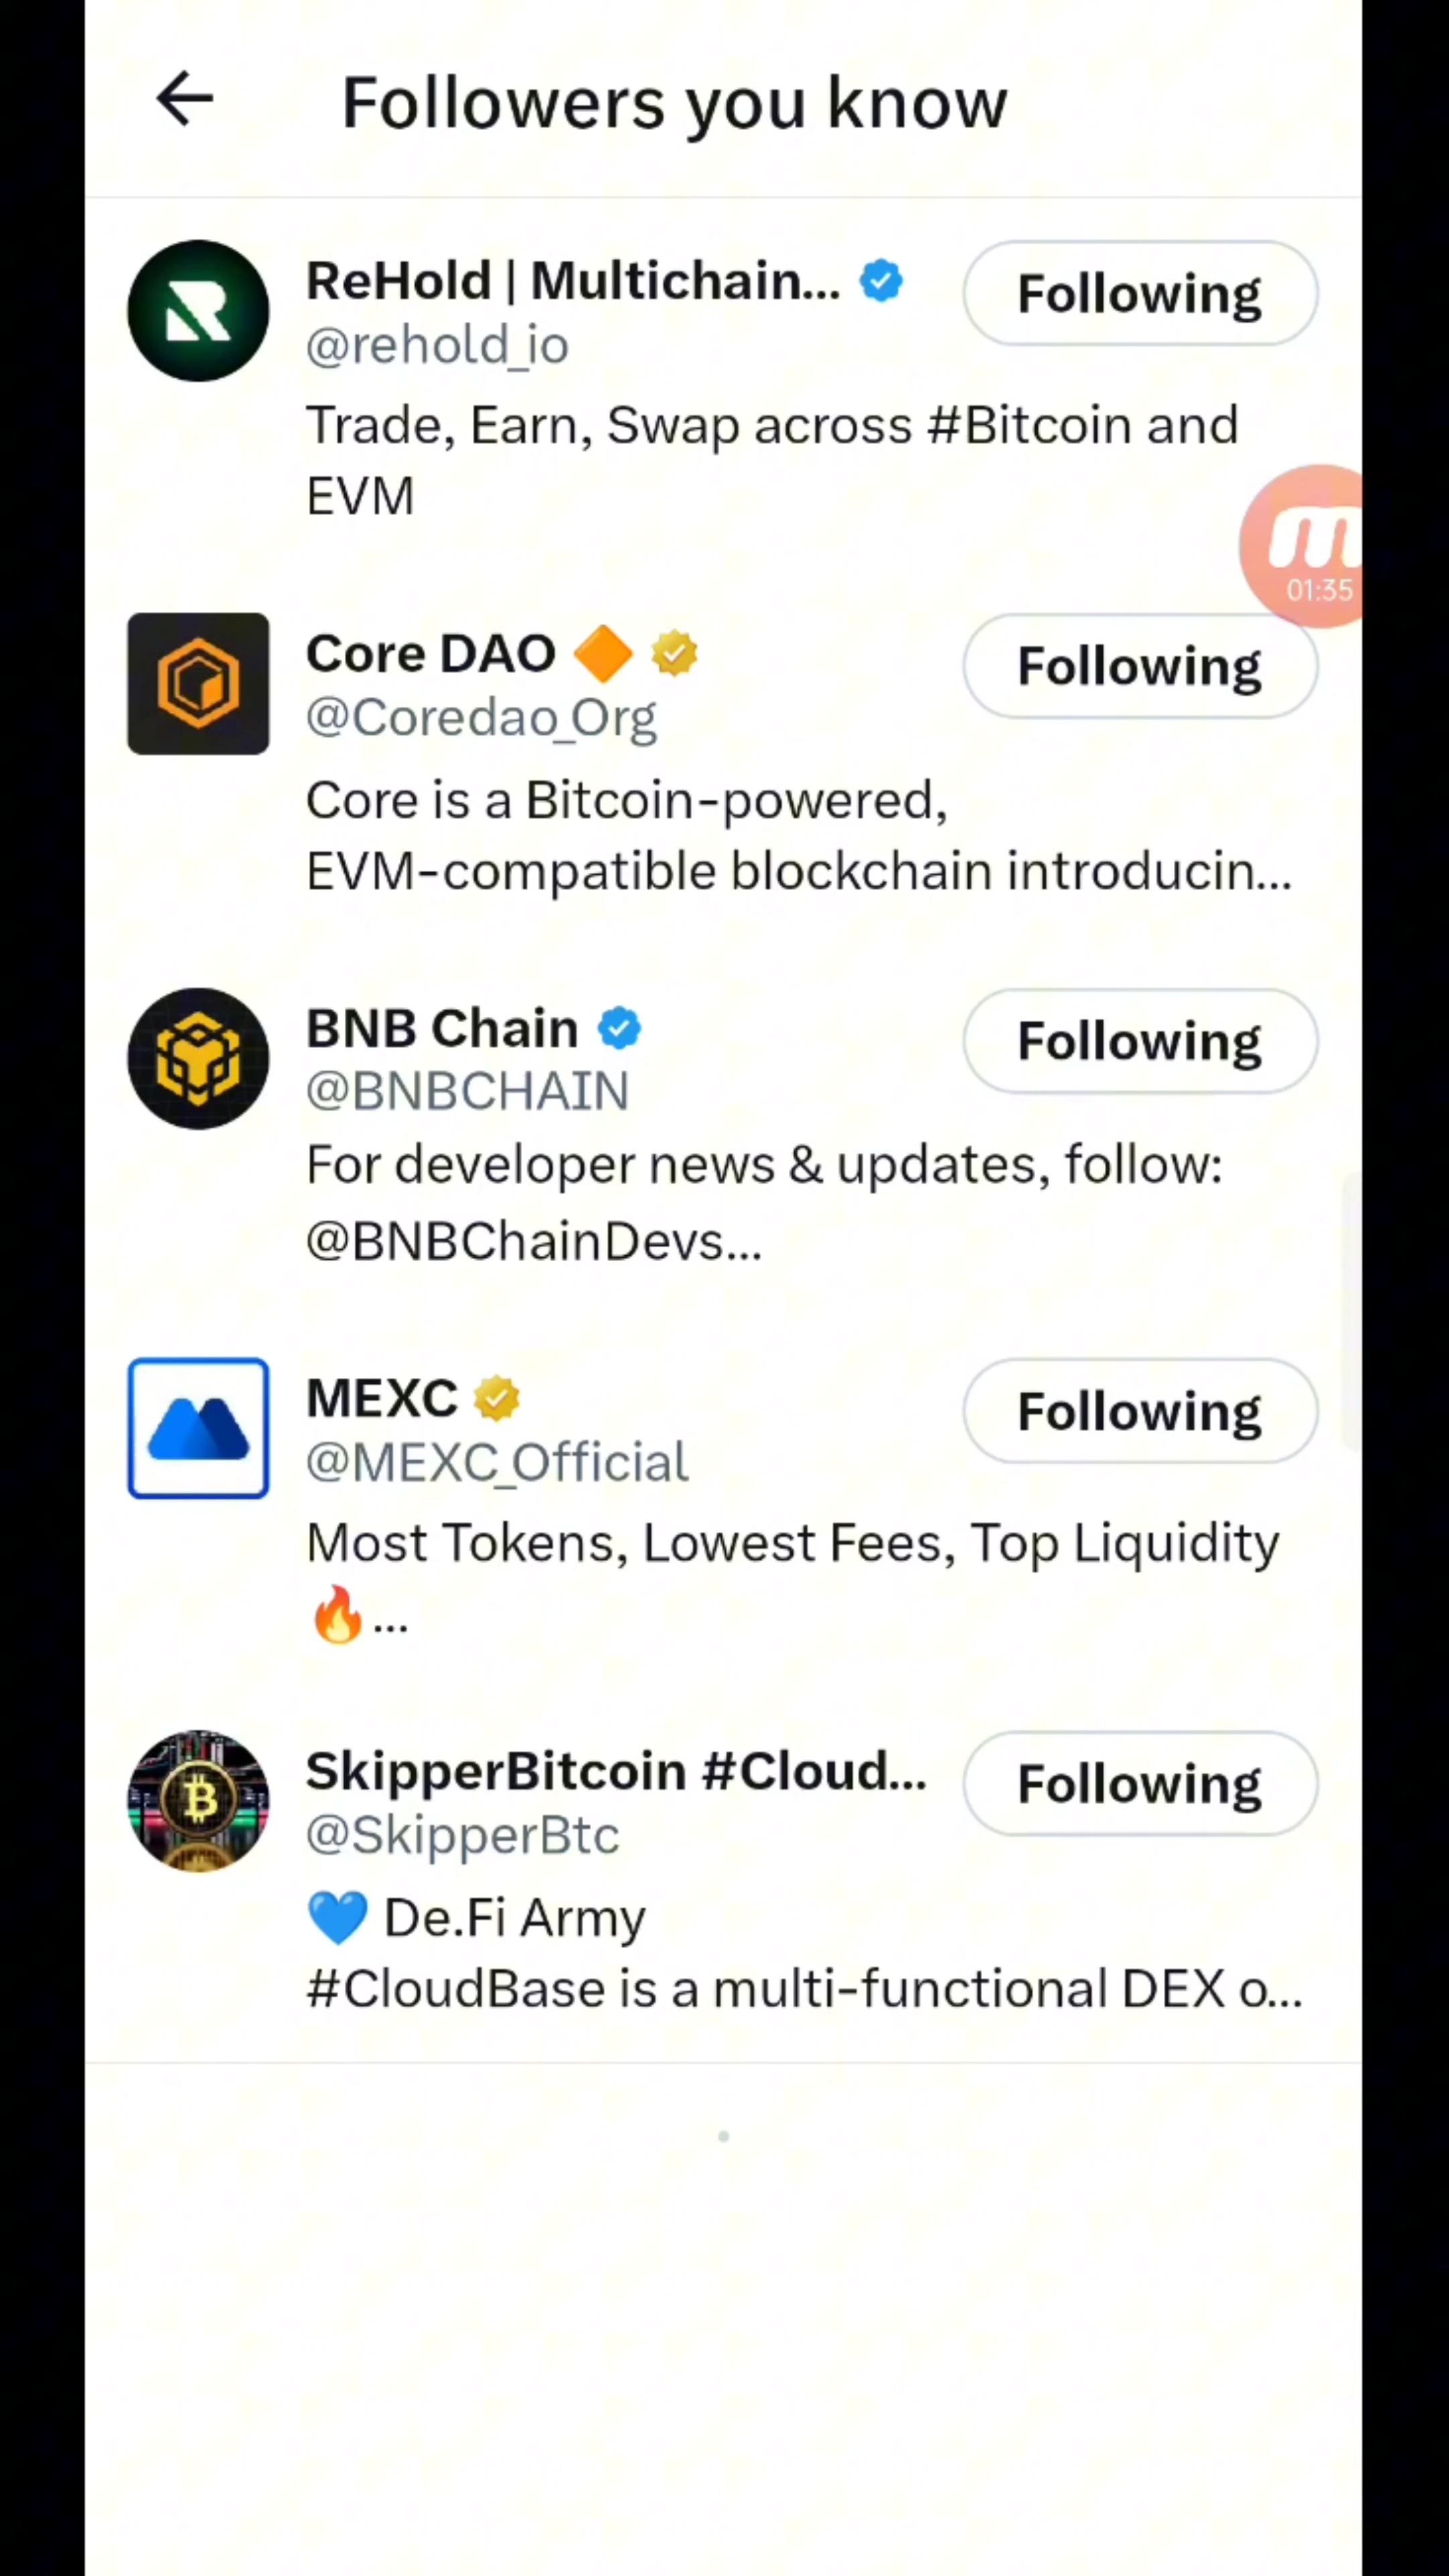 Followers you know
ReHold | Multichain...
Following
@rehold_io
Trade, Earn, Swap across #Bitcoin and
EVM
01:35
Core DAO 🔶
Following
@Coredao_Org
Core is a Bitcoin-powered,
EVM-compatible blockchain introducin...
BNB Chain
Following
@BNBCHAIN
For developer news & updates, follow:
@BNBChainDevs...
MEXC
Following
@MEXC_Official
Most Tokens, Lowest Fees, Top Liquidity
🔥...
SkipperBitcoin #Cloud...
Following
@SkipperBtc
💙 De.Fi Army
#CloudBase is a multi-functional DEX o...